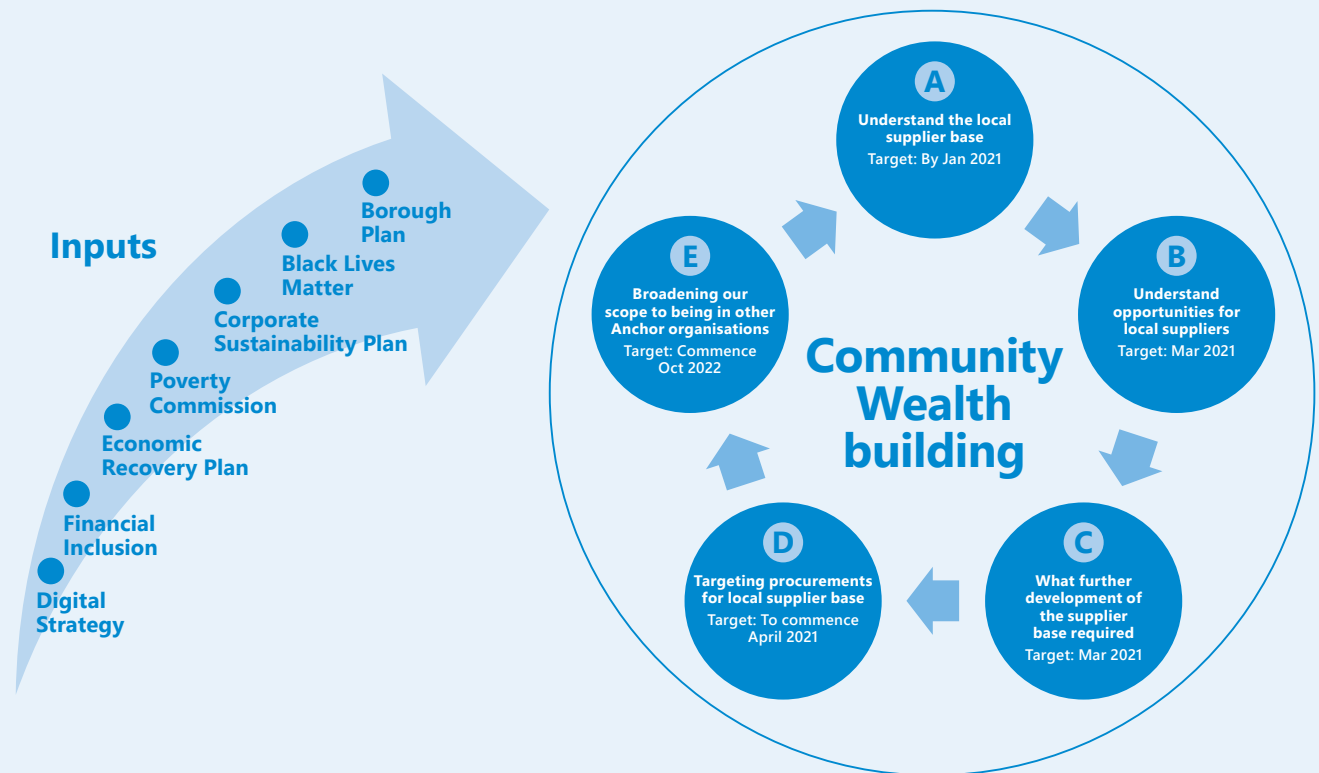 Inputs
Borough
Plan
Black Lives
Matter
Corporate
Sustainability Plan
Poverty
Commission
Economic
Recovery Plan
Financial
Inclusion
Digital
Strategy
Community
Wealth
building
A
Understand the local
supplier base
Target: By Jan 2021
B
Understand
opportunities for
local suppliers
Target: Mar 2021
C
What further
development of
the supplier
base required
Target: Mar 2021
D
Targeting procurements
for local supplier base
Target: To commence
April 2021
E
Broadening our
scope to being in other
Anchor organisations
Target: Commence
Oct 2022